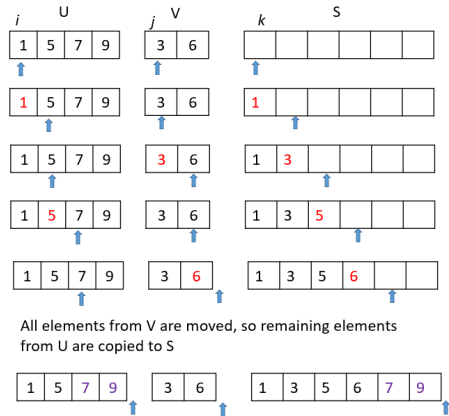 U V S
i j k
1 5 7 9 3 6
1 5 7 9 3 6 1
1 5 7 9 3 6 1 3
1 5 7 9 3 6 1 3 5
1 5 7 9 3 6 1 3 5 6
All elements from V are moved, so remaining elements
from U are copied to S
1 5 7 9 3 6 1 3 5 6 7 9